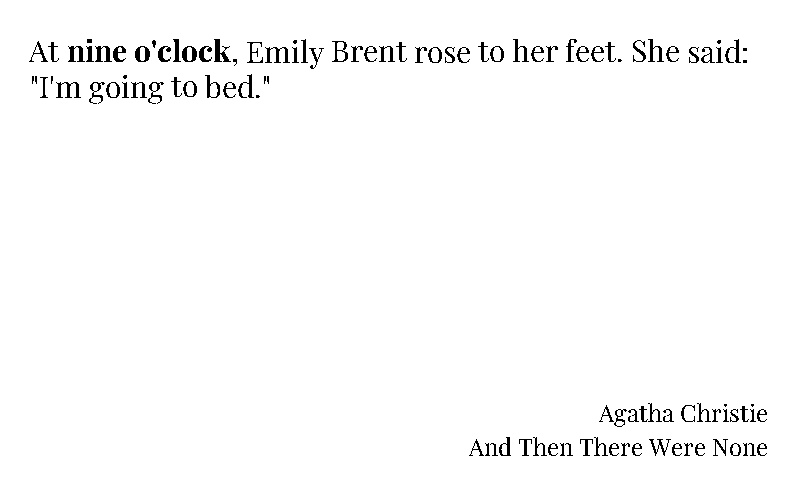 At nine o'clock, Emily Brent rose to her feet. She said:
"I'm going to bed."
Agatha Christie
And Then There Were None